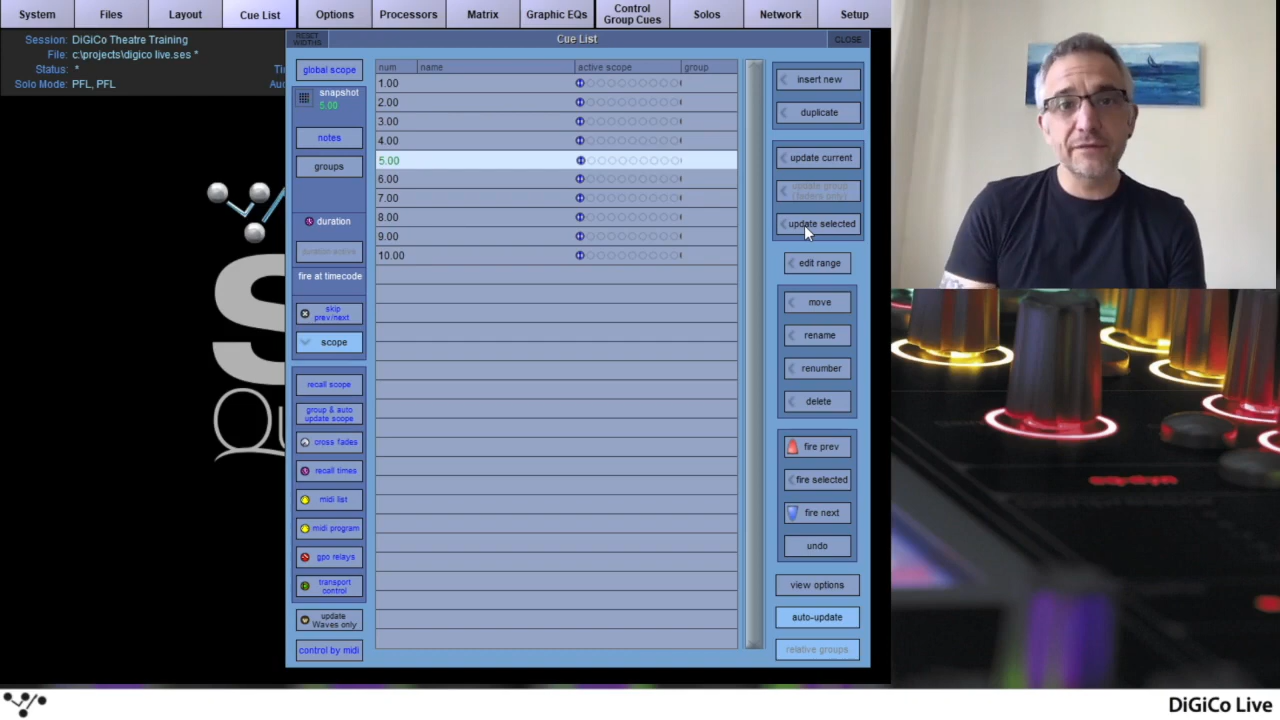 System
Files
Layout
Cue List
Options
Processors
Matrix
Graphic EQs
Control
Group Cues
Solos
Network
Setup
Session: DiGiCo Theatre Training
File: c:\projects\digico live.ses *
Status: *
Solo Mode: PFL, PFL
RESET
WIDTHS
Cue List
CLOSE
global scope
snapshot
5.00
notes
groups
duration
duration active
fire at timecode
skip
prev/next
scope
recall scope
group & auto
update scope
cross fades
recall times
midi list
midi program
gpo relays
transport
control
update
Waves only
control by midi
num name active scope group
1.00
2.00
3.00
4.00
5.00
6.00
7.00
8.00
9.00
10.00
insert new
duplicate
update current
update group
(faders only)
update selected
edit range
move
rename
renumber
delete
fire prev
fire selected
fire next
undo
view options
auto-update
relative groups
DiGiCo Live